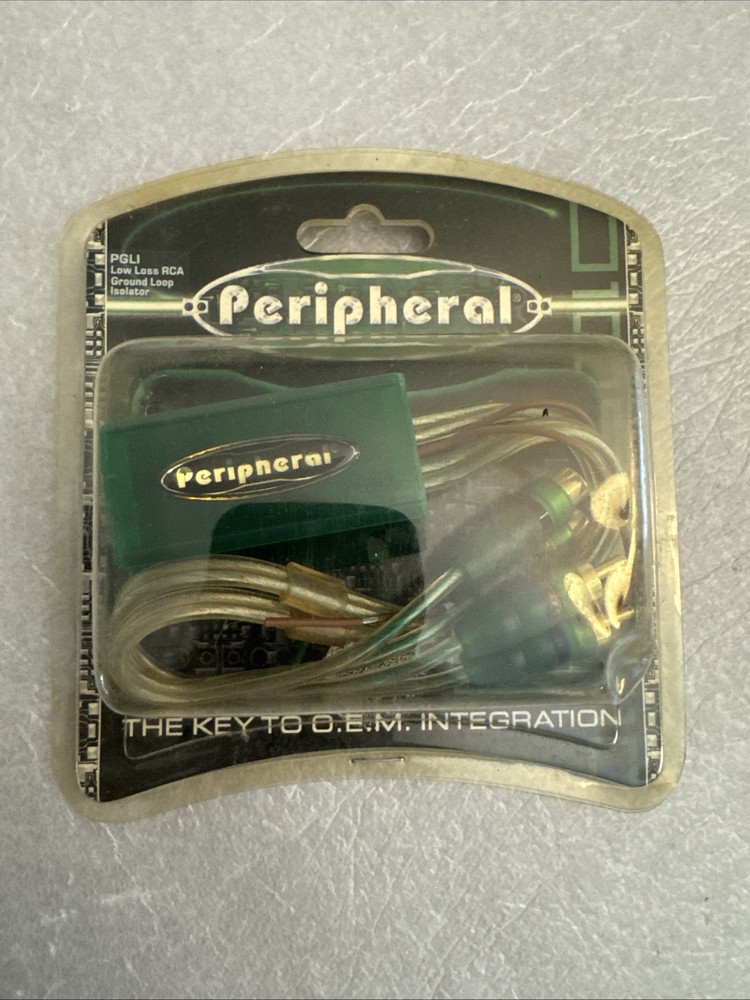 PGLI
Low Loss RCA
Ground Loop
Isolator
Peripheral®
Peripheral
THE KEY TO O.E.M. INTEGRATION